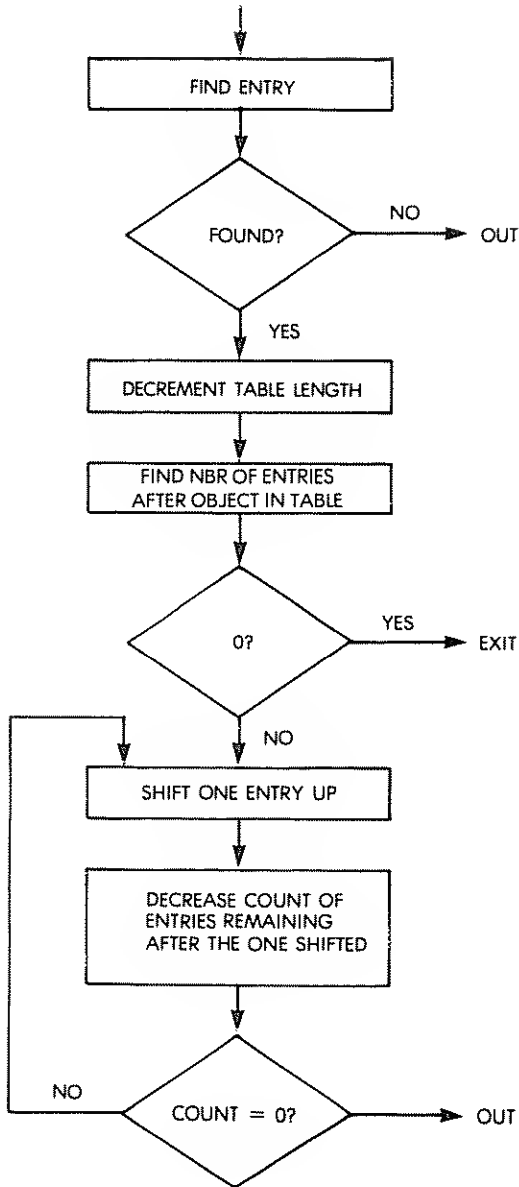 FIND ENTRY
FOUND?
NO
OUT
YES
DECREMENT TABLE LENGTH
FIND NBR OF ENTRIES
AFTER OBJECT IN TABLE
0?
YES
EXIT
NO
SHIFT ONE ENTRY UP
DECREASE COUNT OF
ENTRIES REMAINING
AFTER THE ONE SHIFTED
NO
COUNT = 0?
OUT